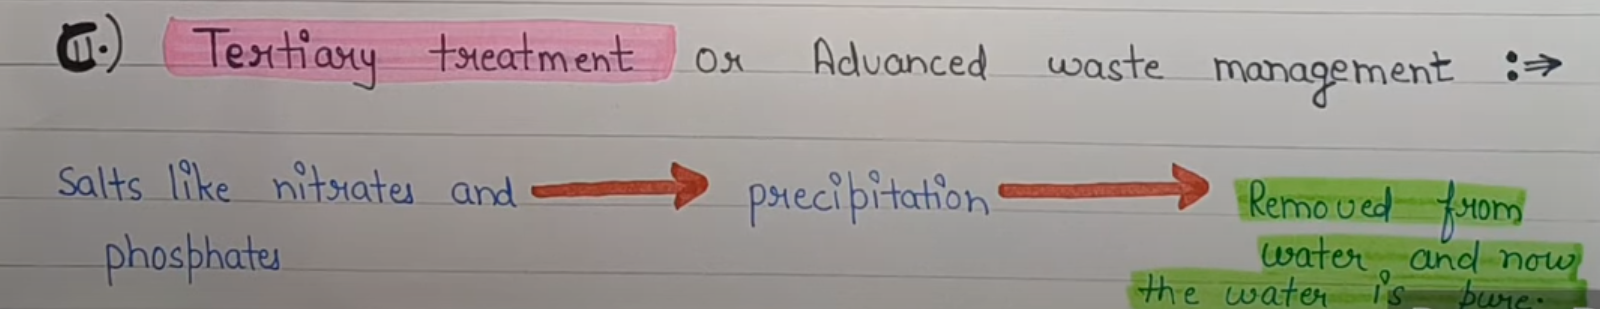 II.) Tertiary treatment or Advanced waste management :⇒
Salts like nitrates and → precipitation → Removed from
phosphates water and now
the water is pure.